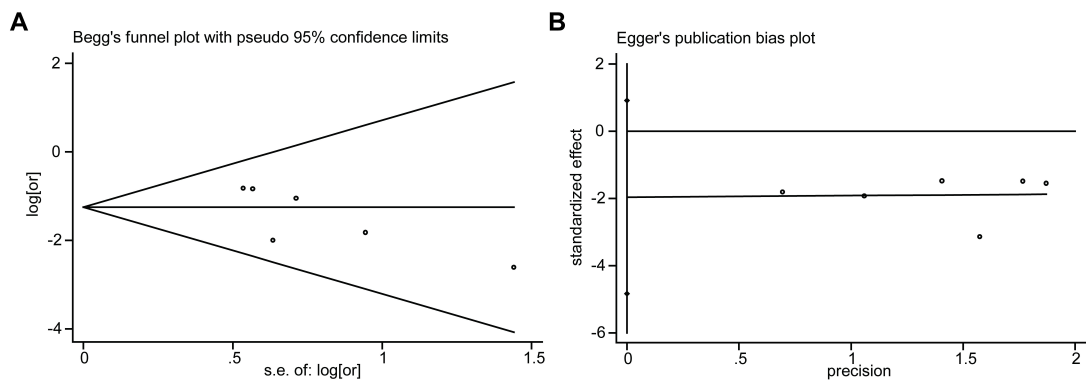 A
Begg's funnel plot with pseudo 95% confidence limits
log[or]
2
0
-2
-4
0
.5
1
1.5
s.e. of: log[or]
B
Egger's publication bias plot
standardized effect
2
0
-2
-4
-6
0
.5
1
1.5
2
precision